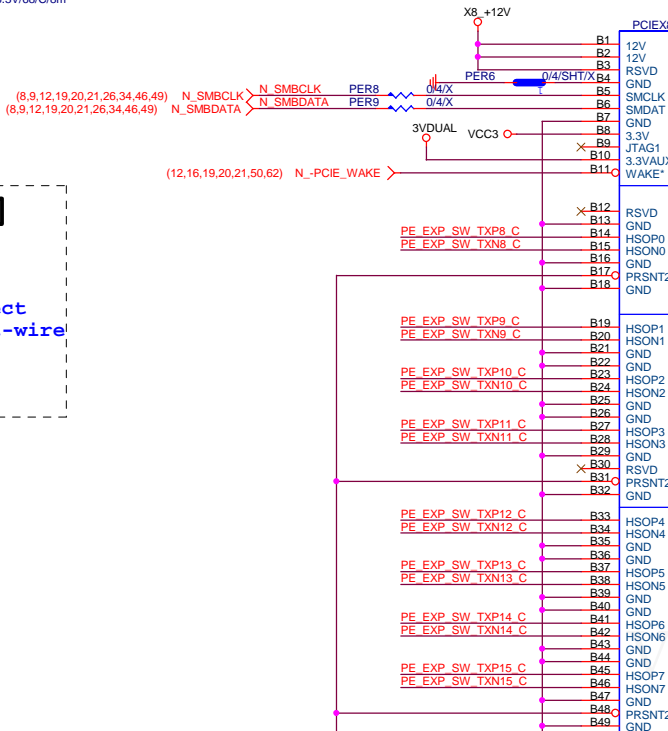 X8_+12V
PCIEX8
B1 12V
B2 12V
B3 RSVD
PER6 0/4/SHT/X B4 GND
(8,9,12,19,20,21,26,34,46,49) N_SMBCLK N_SMBCLK PER8 0/4/X B5 SMCLK
(8,9,12,19,20,21,26,34,46,49) N_SMBDATA N_SMBDATA PER9 0/4/X B6 SMDAT
B7 GND
3VDUAL VCC3 B8 3.3V
B9 JTAG1
B10 3.3VAUX
(12,16,19,20,21,50,62) N_-PCIE_WAKE B11 WAKE*
B12 RSVD
B13 GND
PE_EXP_SW_TXP8_C B14 HSOP0
PE_EXP_SW_TXN8_C B15 HSON0
B16 GND
B17 PRSNT2
B18 GND
ct
-wire
PE_EXP_SW_TXP9_C B19 HSOP1
PE_EXP_SW_TXN9_C B20 HSON1
B21 GND
B22 GND
PE_EXP_SW_TXP10_C B23 HSOP2
PE_EXP_SW_TXN10_C B24 HSON2
B25 GND
B26 GND
PE_EXP_SW_TXP11_C B27 HSOP3
PE_EXP_SW_TXN11_C B28 HSON3
B29 GND
B30 RSVD
B31 PRSNT2
B32 GND
PE_EXP_SW_TXP12_C B33 HSOP4
PE_EXP_SW_TXN12_C B34 HSON4
B35 GND
B36 GND
PE_EXP_SW_TXP13_C B37 HSOP5
PE_EXP_SW_TXN13_C B38 HSON5
B39 GND
B40 GND
PE_EXP_SW_TXP14_C B41 HSOP6
PE_EXP_SW_TXN14_C B42 HSON6
B43 GND
B44 GND
PE_EXP_SW_TXP15_C B45 HSOP7
PE_EXP_SW_TXN15_C B46 HSON7
B47 GND
B48 PRSNT2
B49 GND